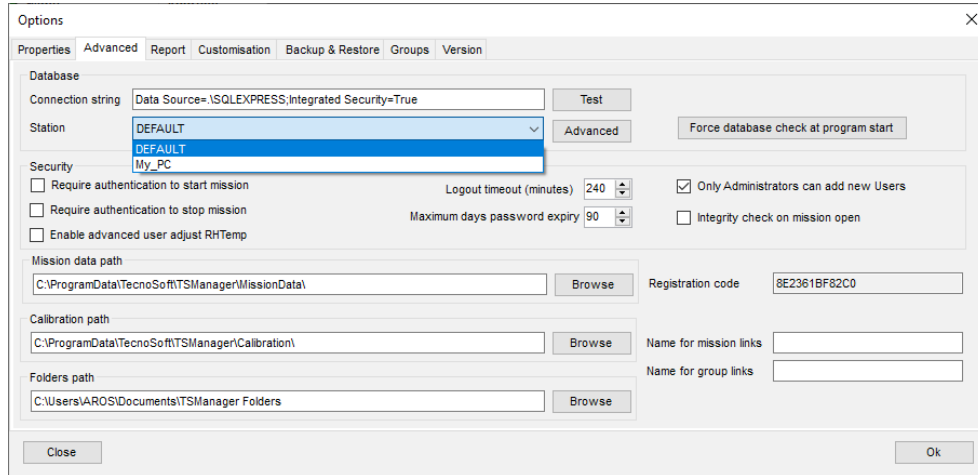 Options
Properties Advanced Report Customisation Backup & Restore Groups Version
Database
Connection string Data Source=.\SQLEXPRESS;Integrated Security=True Test
Station DEFAULT Advanced Force database check at program start
DEFAULT
My_PC
Security
Require authentication to start mission Logout timeout (minutes) 240 Only Administrators can add new Users
Require authentication to stop mission Maximum days password expiry 90 Integrity check on mission open
Enable advanced user adjust RHTemp
Mission data path
C:\ProgramData\TecnoSoft\TSManager\MissionData\ Browse Registration code 8E2361BF82C0
Calibration path
C:\ProgramData\TecnoSoft\TSManager\Calibration\ Browse Name for mission links
Name for group links
Folders path
C:\Users\AROS\Documents\TSManager Folders Browse
Close Ok